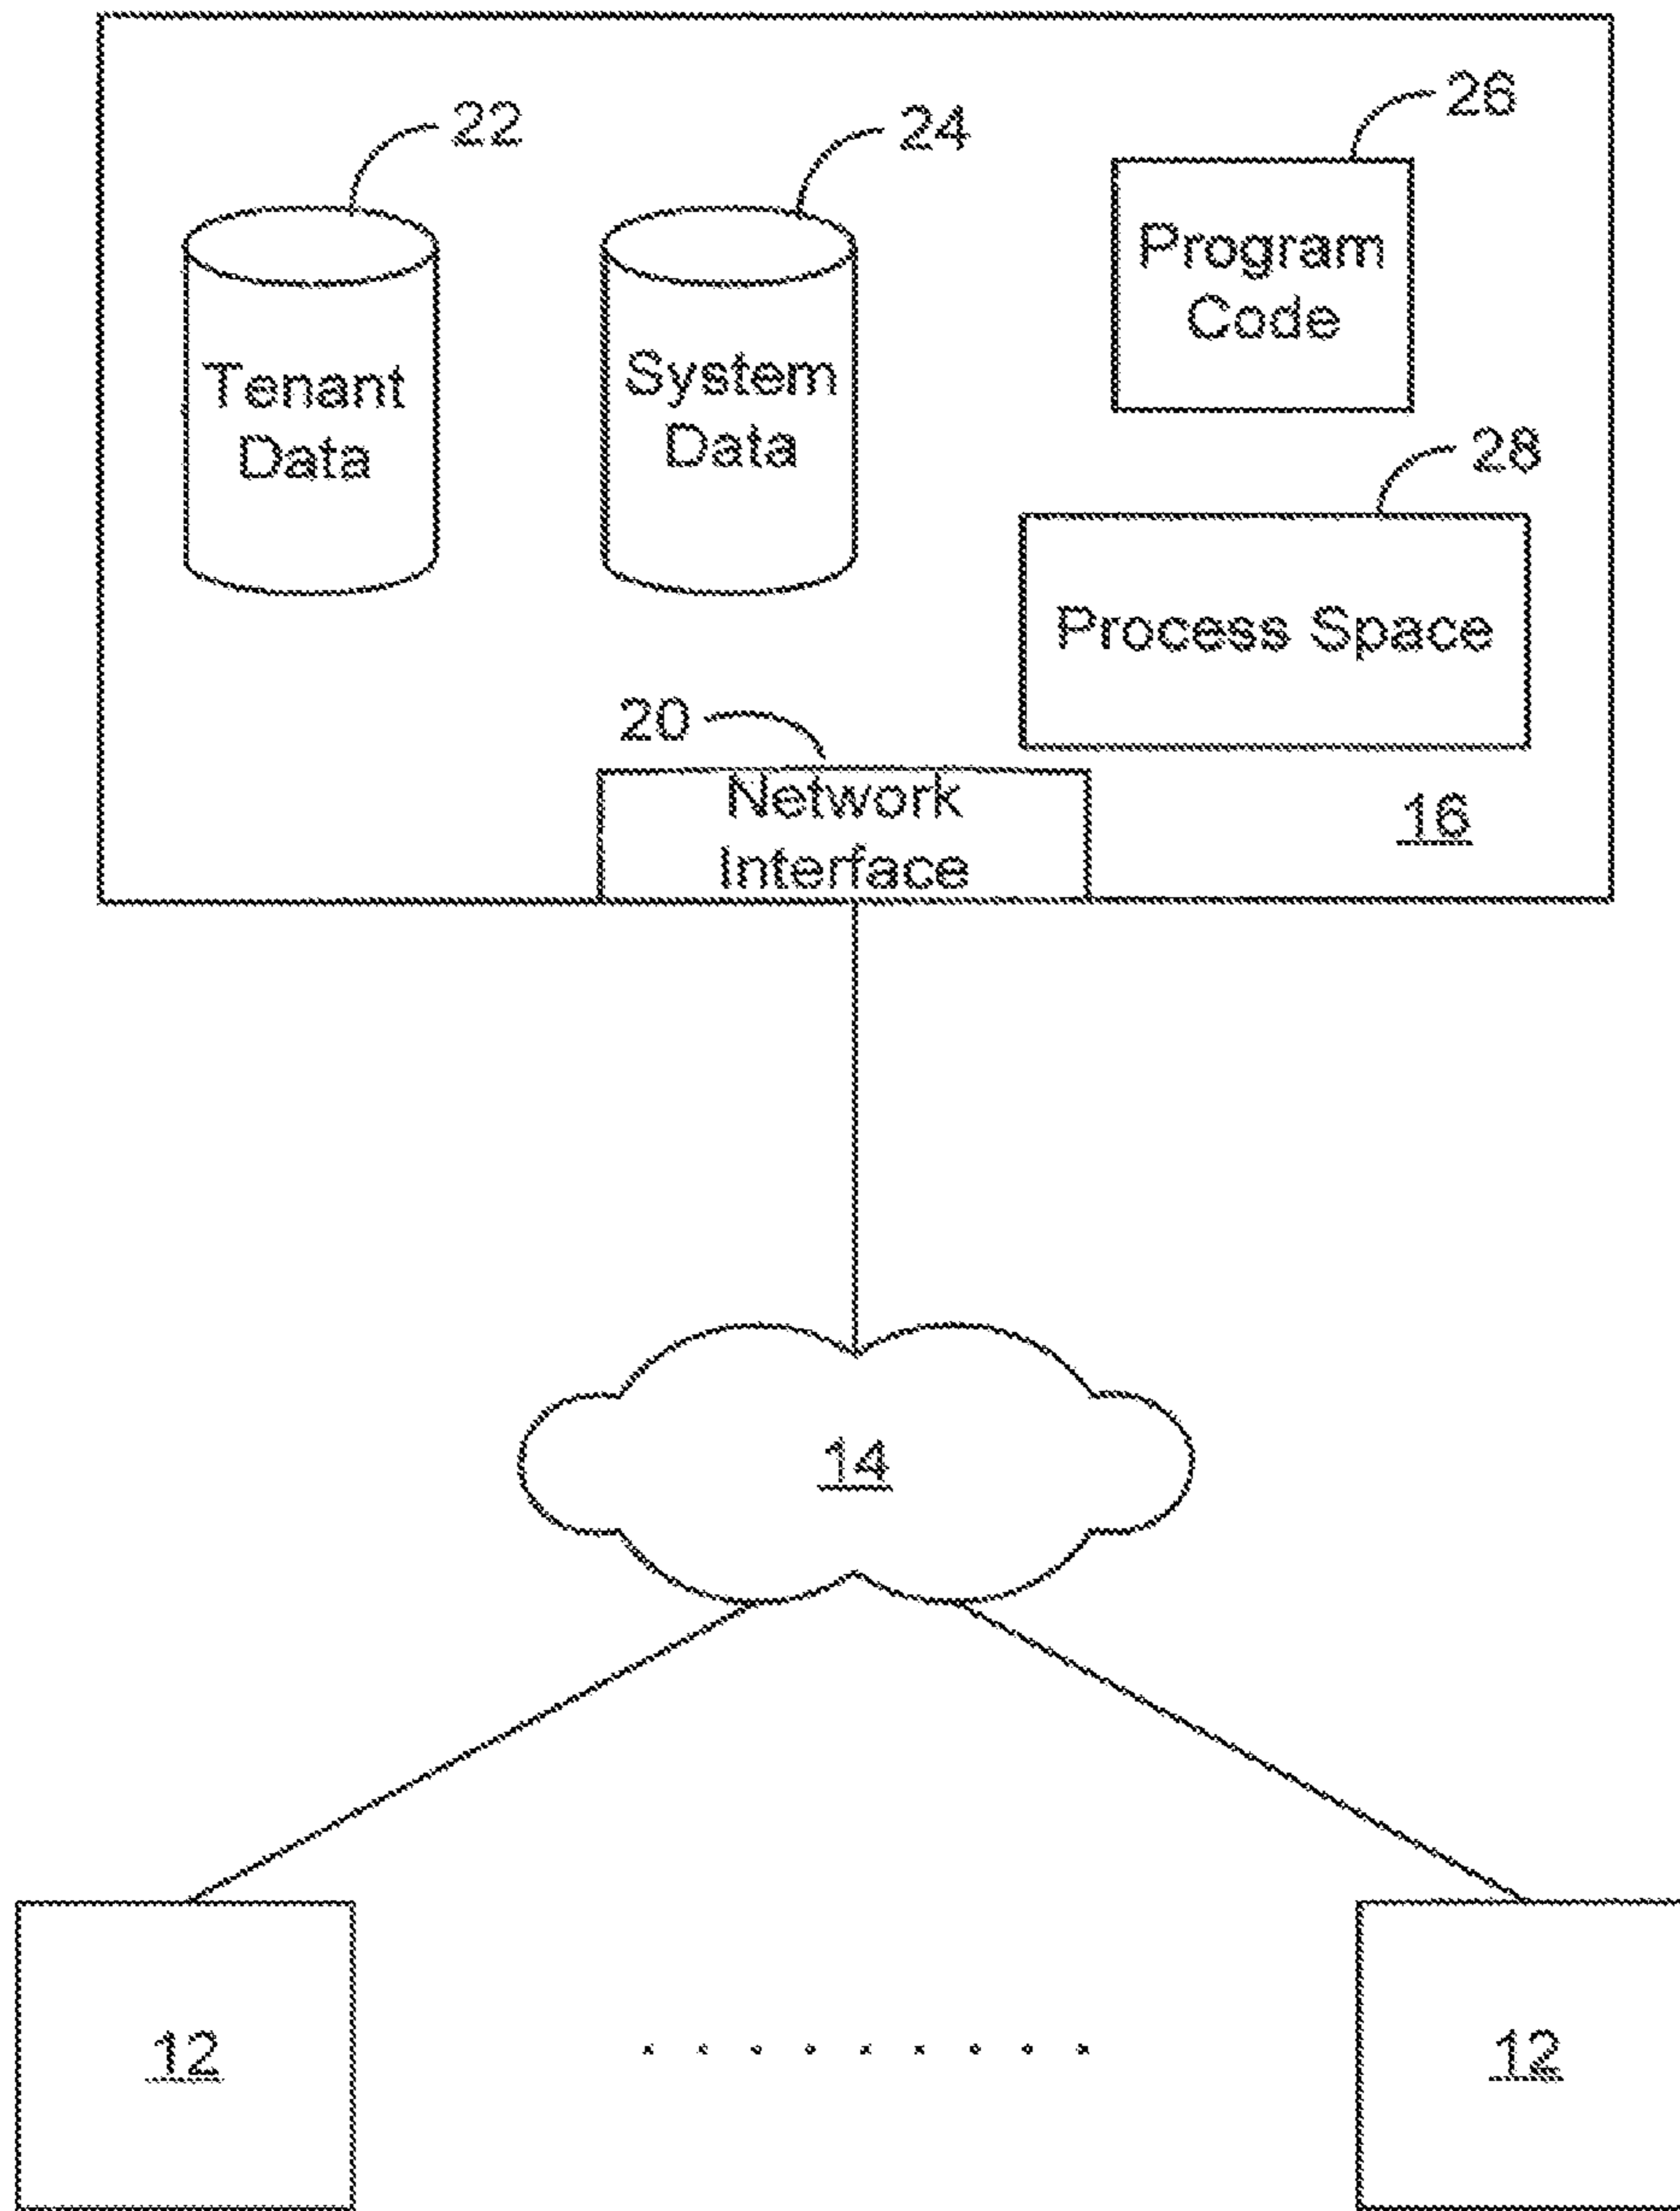 22
24
26
Program
Code
Tenant
Data
System
Data
28
Process Space
20
Network
Interface
16
14
12
12